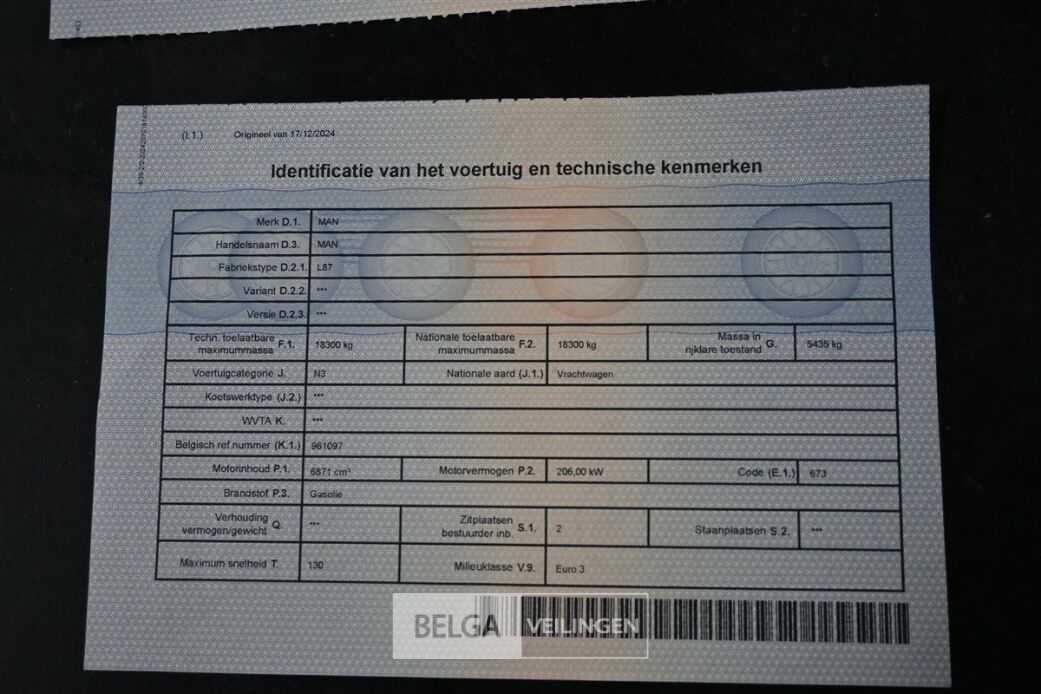 (I.1.) Origineel van 17/12/2024
Identificatie van het voertuig en technische kenmerken
Merk D.1. MAN
Handelsnaam D.3. MAN
Fabriekstype D.2.1. L87
Variant D.2.2. ***
Versie D.2.3. ***
Techn. toelaatbare maximummassa F.1. 18300 kg Nationale toelaatbare maximummassa F.2. 18300 kg Massa in rijklare toestand G. 5435 kg
Voertuigcategorie J. N3 Nationale aard (J.1.) Vrachtwagen
Koetswerktype (J.2.) ***
WVTA K. ***
Belgisch ref.nummer (K.1.) 961097
Motorinhoud P.1. 6871 cm³ Motorvermogen P.2. 206,00 kW Code (E.1.) 673
Brandstof P.3. Gasolie
Verhouding vermogen/gewicht Q. *** Zitplaatsen bestuurder inb. S.1. 2 Staanplaatsen S.2. ***
Maximum snelheid T. 130 Milieuklasse V.9. Euro 3
BELGA VEILINGEN